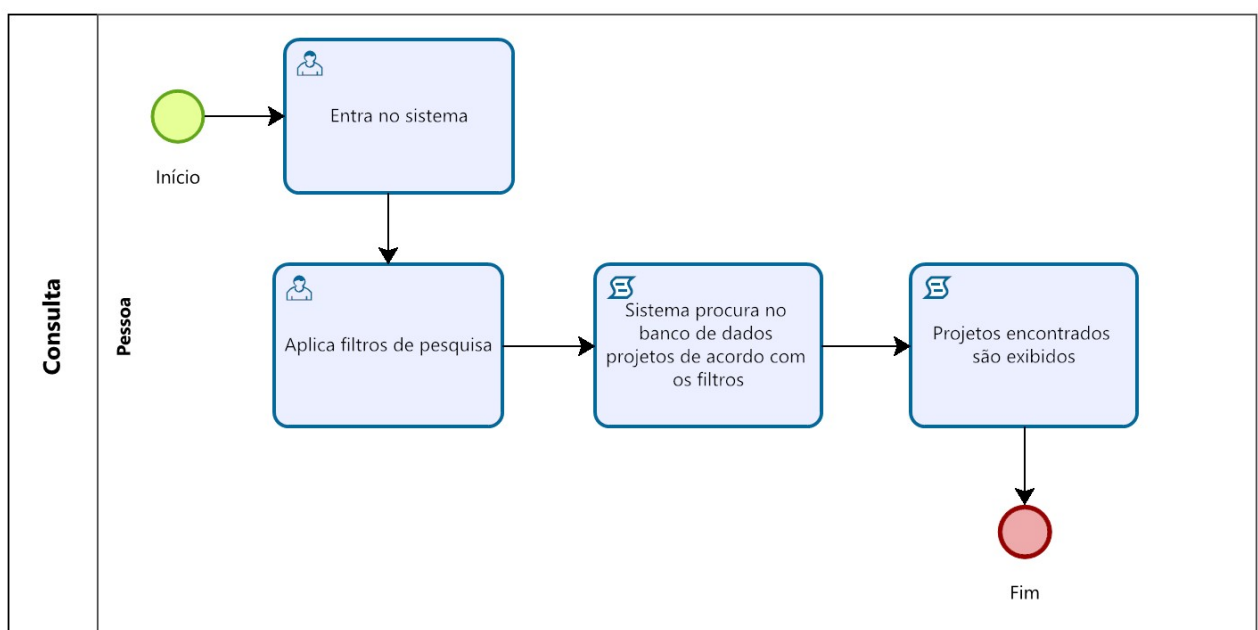 Consulta
Pessoa
Início
Entra no sistema
Aplica filtros de pesquisa
Sistema procura no
banco de dados
projetos de acordo com
os filtros
Projetos encontrados
são exibidos
Fim